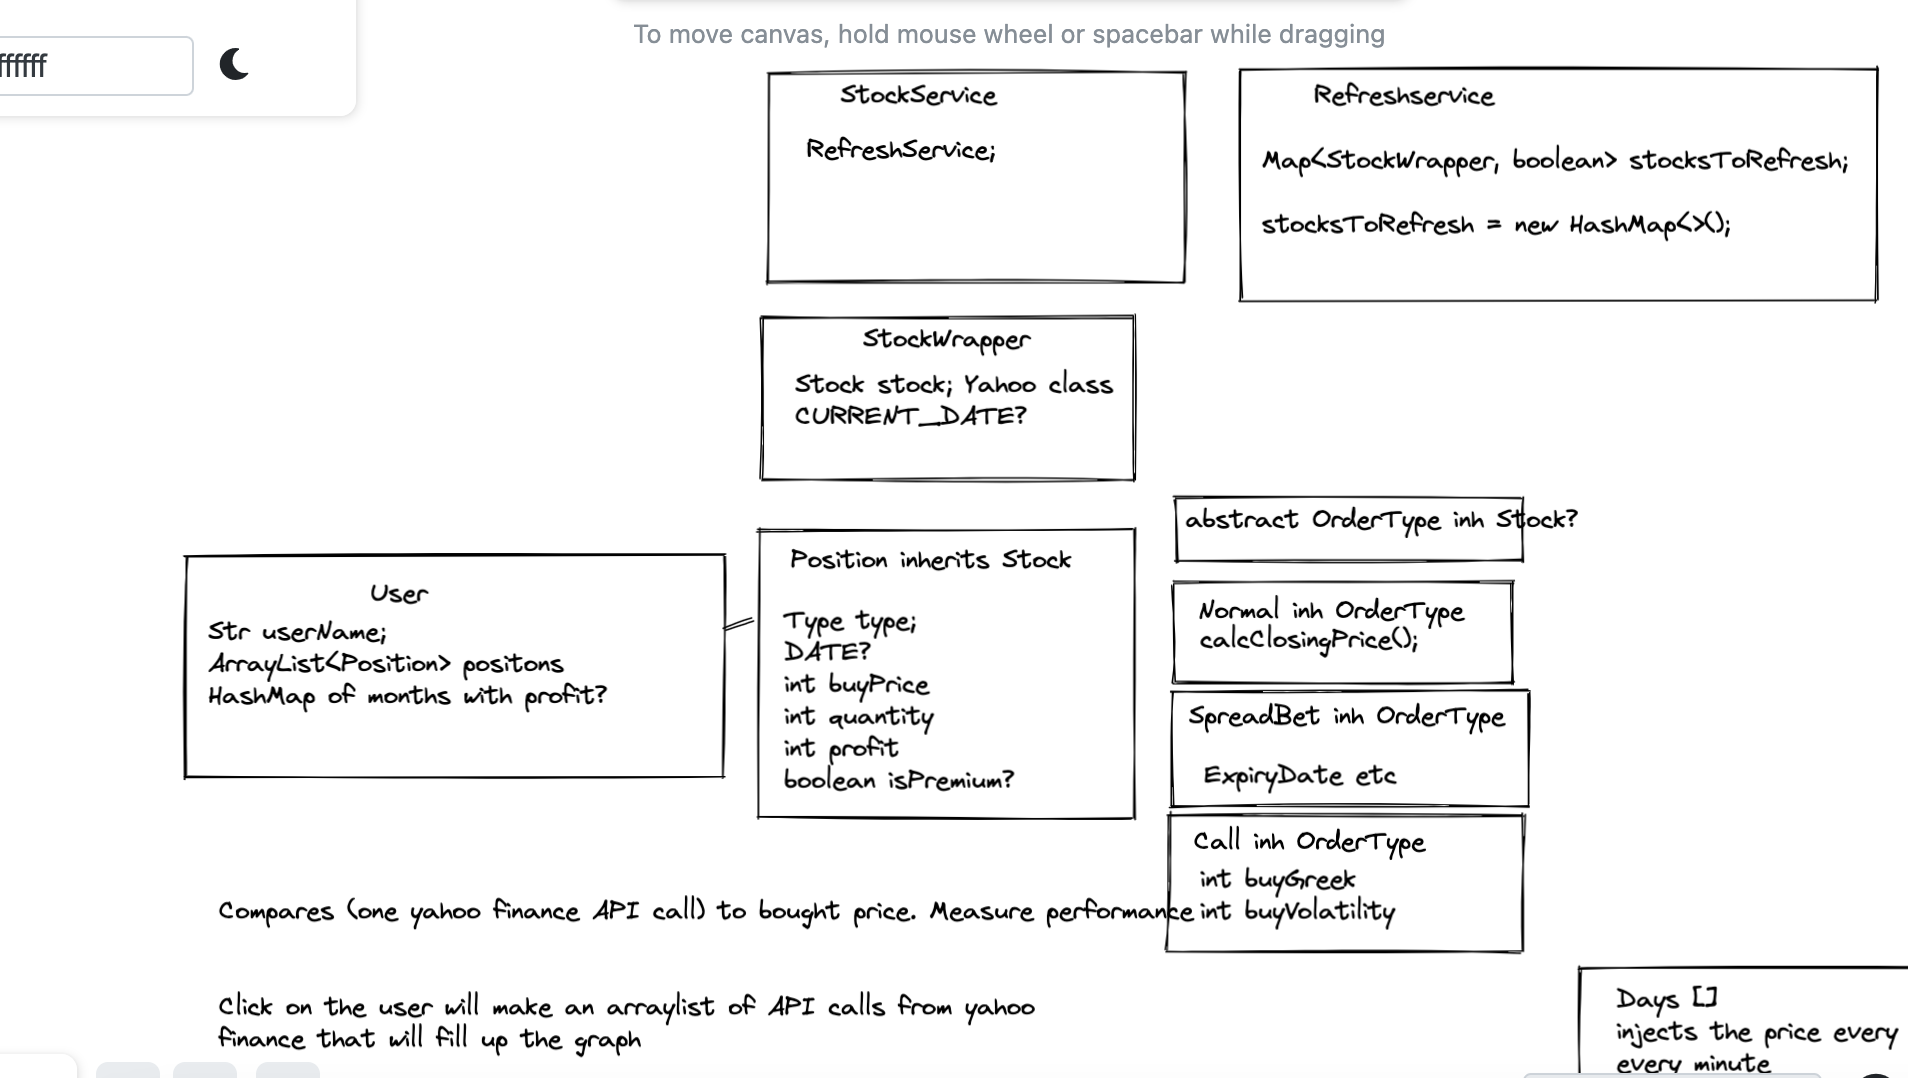 ffffff
To move canvas, hold mouse wheel or spacebar while dragging
StockService
RefreshService;
Refreshservice
Map<StockWrapper, boolean> stocksToRefresh;
stocksToRefresh = new HashMap<>();
StockWrapper
Stock stock; Yahoo class
CURRENT_DATE?
User
Str userName;
ArrayList<Position> positons
HashMap of months with profit?
Position inherits Stock
Type type;
DATE?
int buyPrice
int quantity
int profit
boolean isPremium?
abstract OrderType inh Stock?
Normal inh OrderType
calcClosingPrice();
SpreadBet inh OrderType
ExpiryDate etc
Call inh OrderType
int buyGreek
int buyVolatility
Compares (one yahoo finance API call) to bought price. Measure performance
Click on the user will make an arraylist of API calls from yahoo
finance that will fill up the graph
Days []
injects the price every
every minute